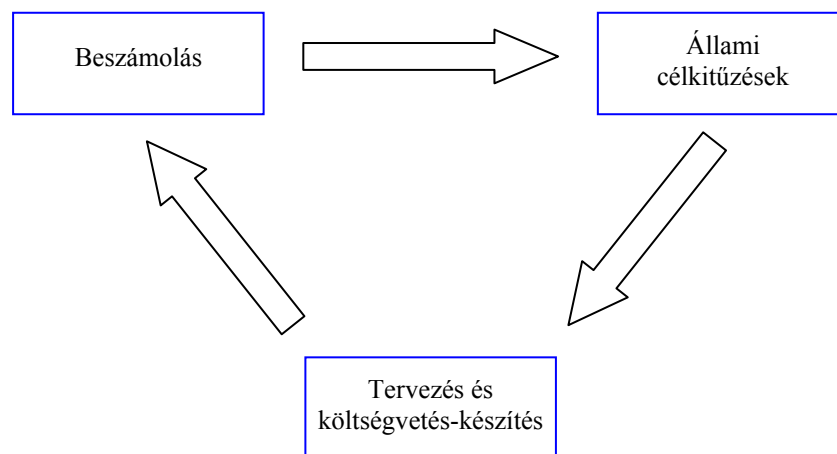 Beszámolás
Állami
célkitűzések
Tervezés és
költségvetés-készítés